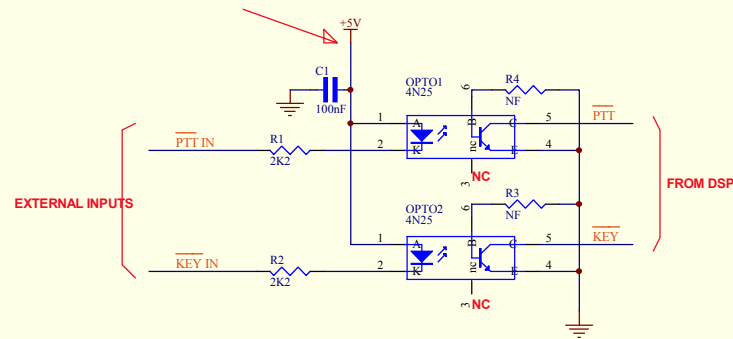 +5V
C1
100nF
OPTO1
4N25
6
R4
NF
1
A
B
C
5
PTT
PTT IN
R1
2K2
2
K
nc
E
4
3
NC
EXTERNAL INPUTS
FROM DSP
OPTO2
4N25
6
R3
NF
1
A
B
C
5
KEY
KEY IN
R2
2K2
2
K
nc
E
4
3
NC